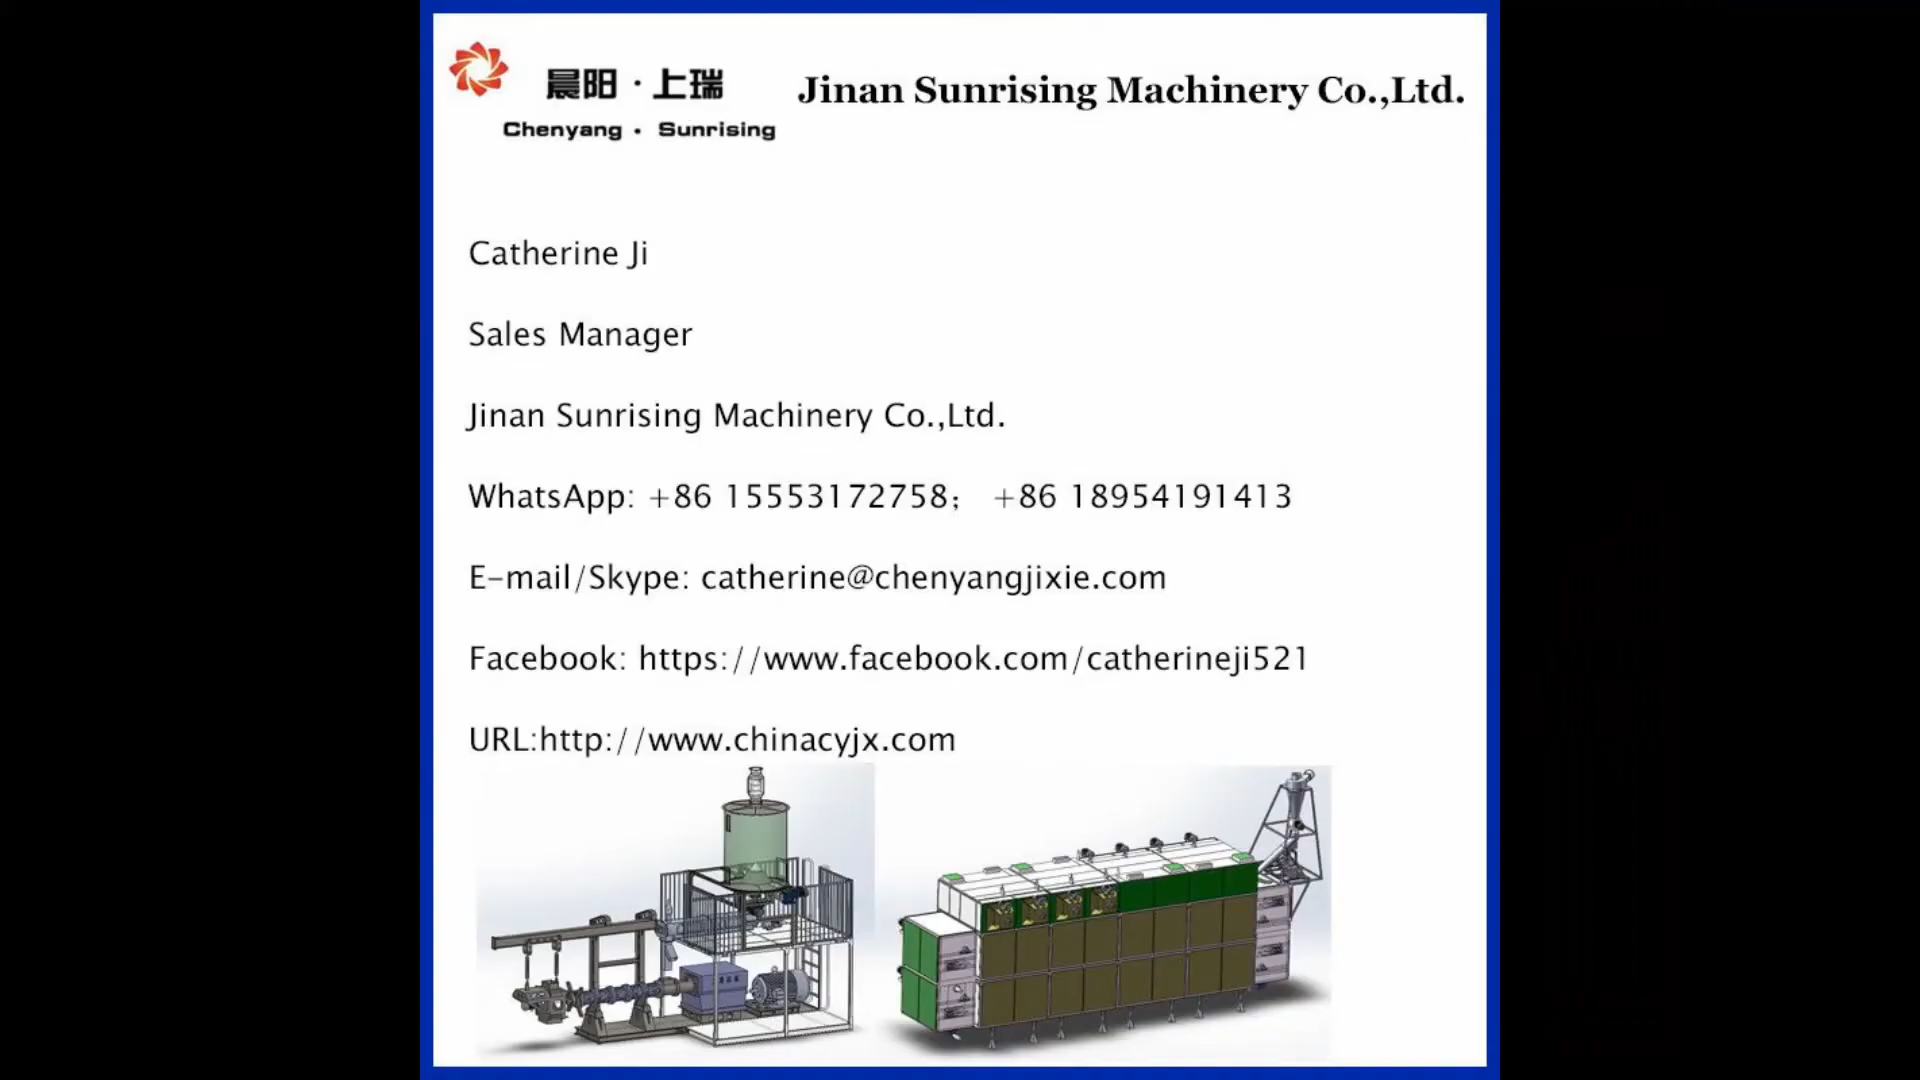 晨阳·上瑞
Chenyang · Sunrising
Jinan Sunrising Machinery Co.,Ltd.
Catherine Ji
Sales Manager
Jinan Sunrising Machinery Co.,Ltd.
WhatsApp: +86 15553172758； +86 18954191413
E-mail/Skype: catherine@chenyangjixie.com
Facebook: https://www.facebook.com/catherineji521
URL:http://www.chinacyjx.com